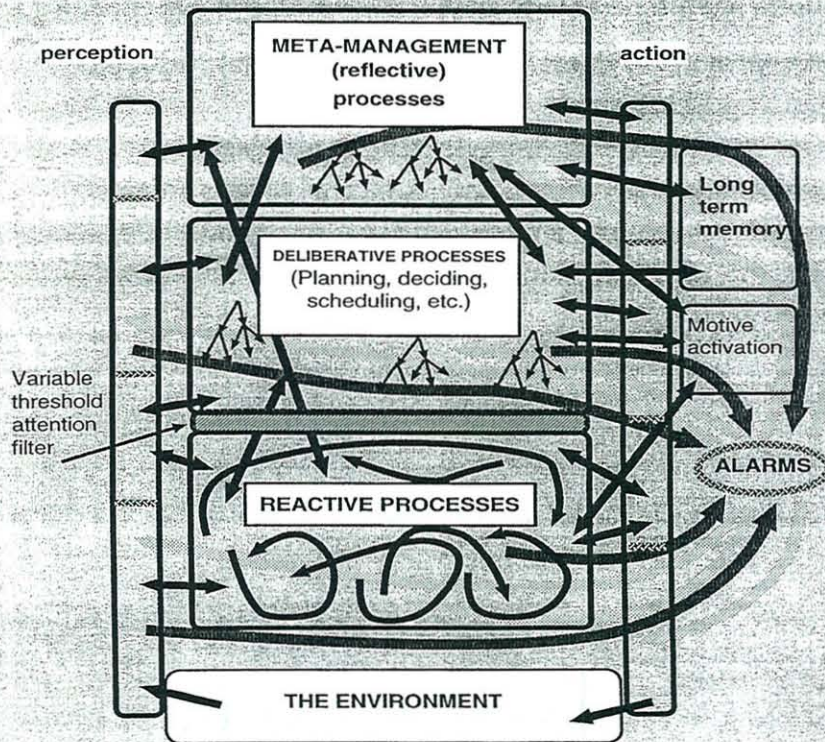 perception
META-MANAGEMENT
(reflective)
processes
action
Long
term
memory
DELIBERATIVE PROCESSES
(Planning, deciding,
scheduling, etc.)
Motive
activation
Variable
threshold
attention
filter
REACTIVE PROCESSES
ALARMS
THE ENVIRONMENT